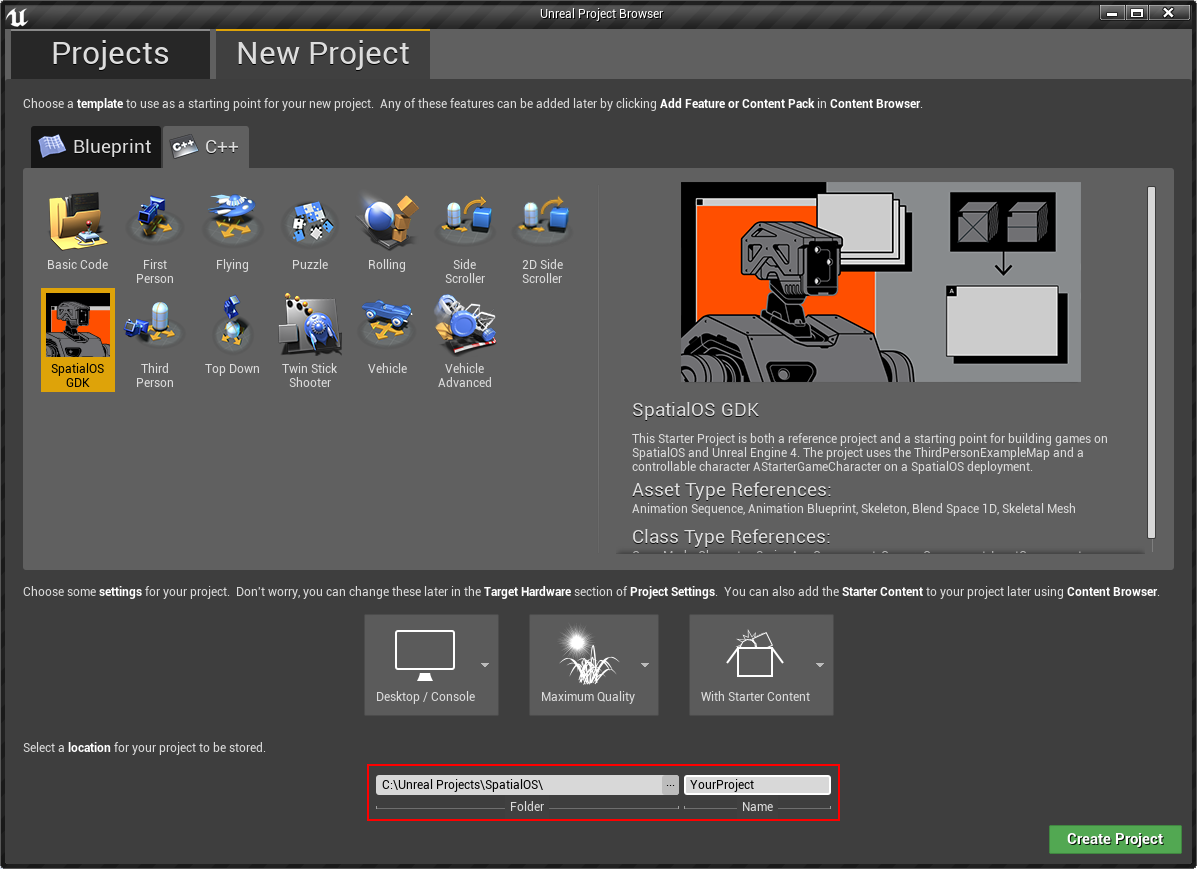 Unreal Project Browser
Projects
New Project
Choose a template to use as a starting point for your new project.  Any of these features can be added later by clicking Add Feature or Content Pack in Content Browser.
Blueprint
C++
C++
Basic Code
First
Person
Flying
Puzzle
Rolling
Side
Scroller
2D Side
Scroller
SpatialOS
GDK
Third
Person
Top Down
Twin Stick
Shooter
Vehicle
Vehicle
Advanced
A
SpatialOS GDK
This Starter Project is both a reference project and a starting point for building games on
SpatialOS and Unreal Engine 4. The project uses the ThirdPersonExampleMap and a
controllable character AStarterGameCharacter on a SpatialOS deployment.
Asset Type References:
Animation Sequence, Animation Blueprint, Skeleton, Blend Space 1D, Skeletal Mesh
Class Type References:
Choose some settings for your project.  Don't worry, you can change these later in the Target Hardware section of Project Settings.  You can also add the Starter Content to your project later using Content Browser.
Desktop / Console
Maximum Quality
With Starter Content
Select a location for your project to be stored.
C:\Unreal Projects\SpatialOS\
...
YourProject
Folder
Name
Create Project